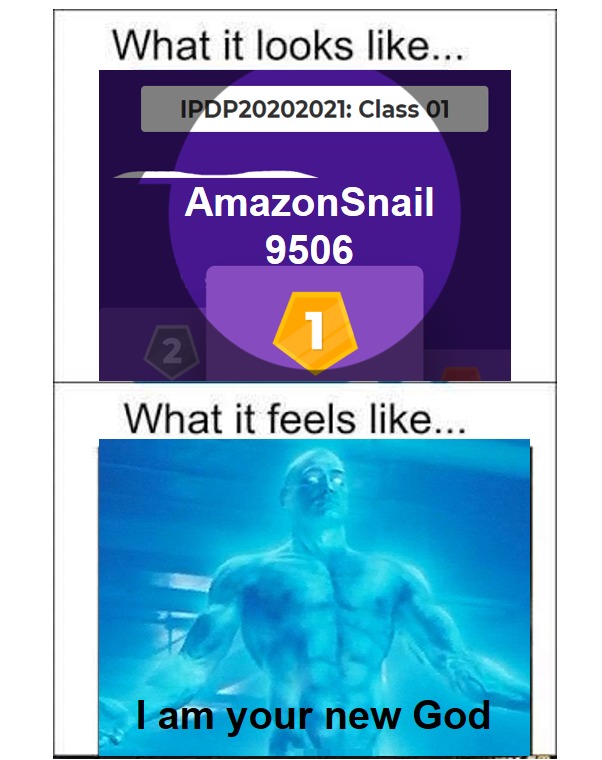 What it looks like...
IPDP20202021: Class 01
AmazonSnail
9506
1
2
What it feels like...
I am your new God